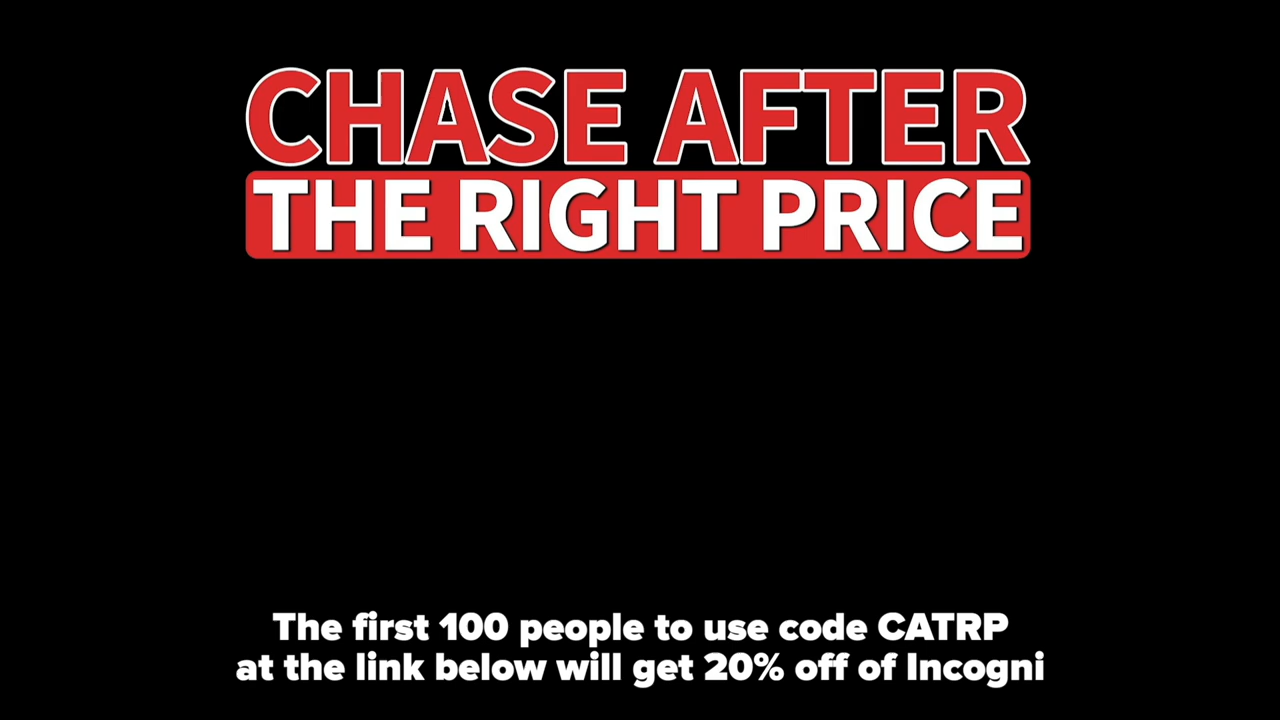 CHASE AFTER
THE RIGHT PRICE
The first 100 people to use code CATRP
at the link below will get 20% off of Incogni